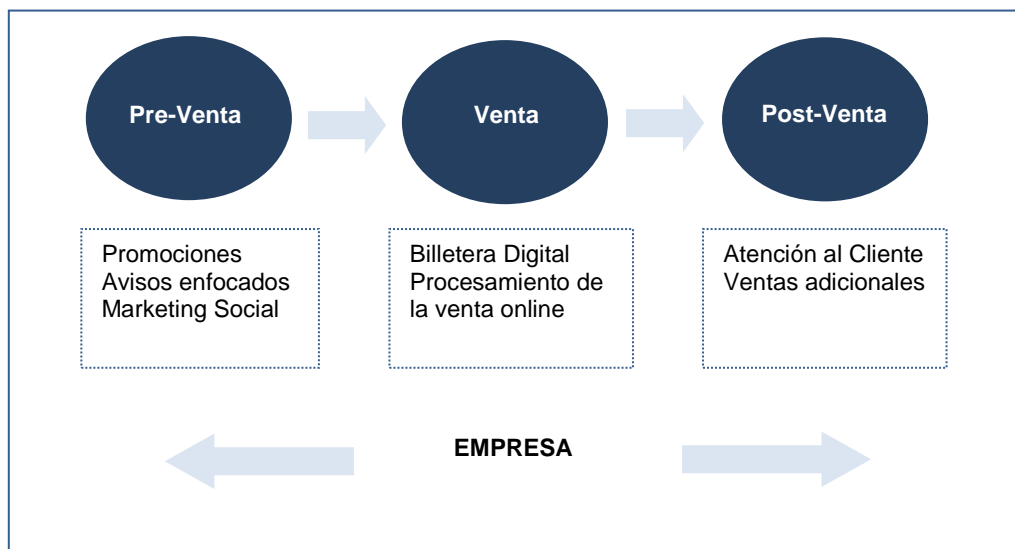 Pre-Venta
Venta
Post-Venta
Promociones
Avisos enfocados
Marketing Social
Billetera Digital
Procesamiento de
la venta online
Atención al Cliente
Ventas adicionales
EMPRESA